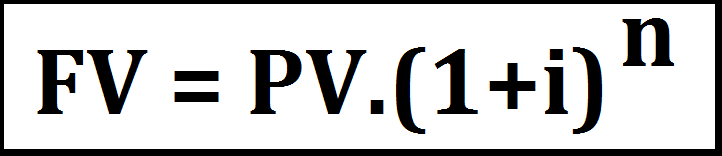 FV = PV.(1+i)ⁿ